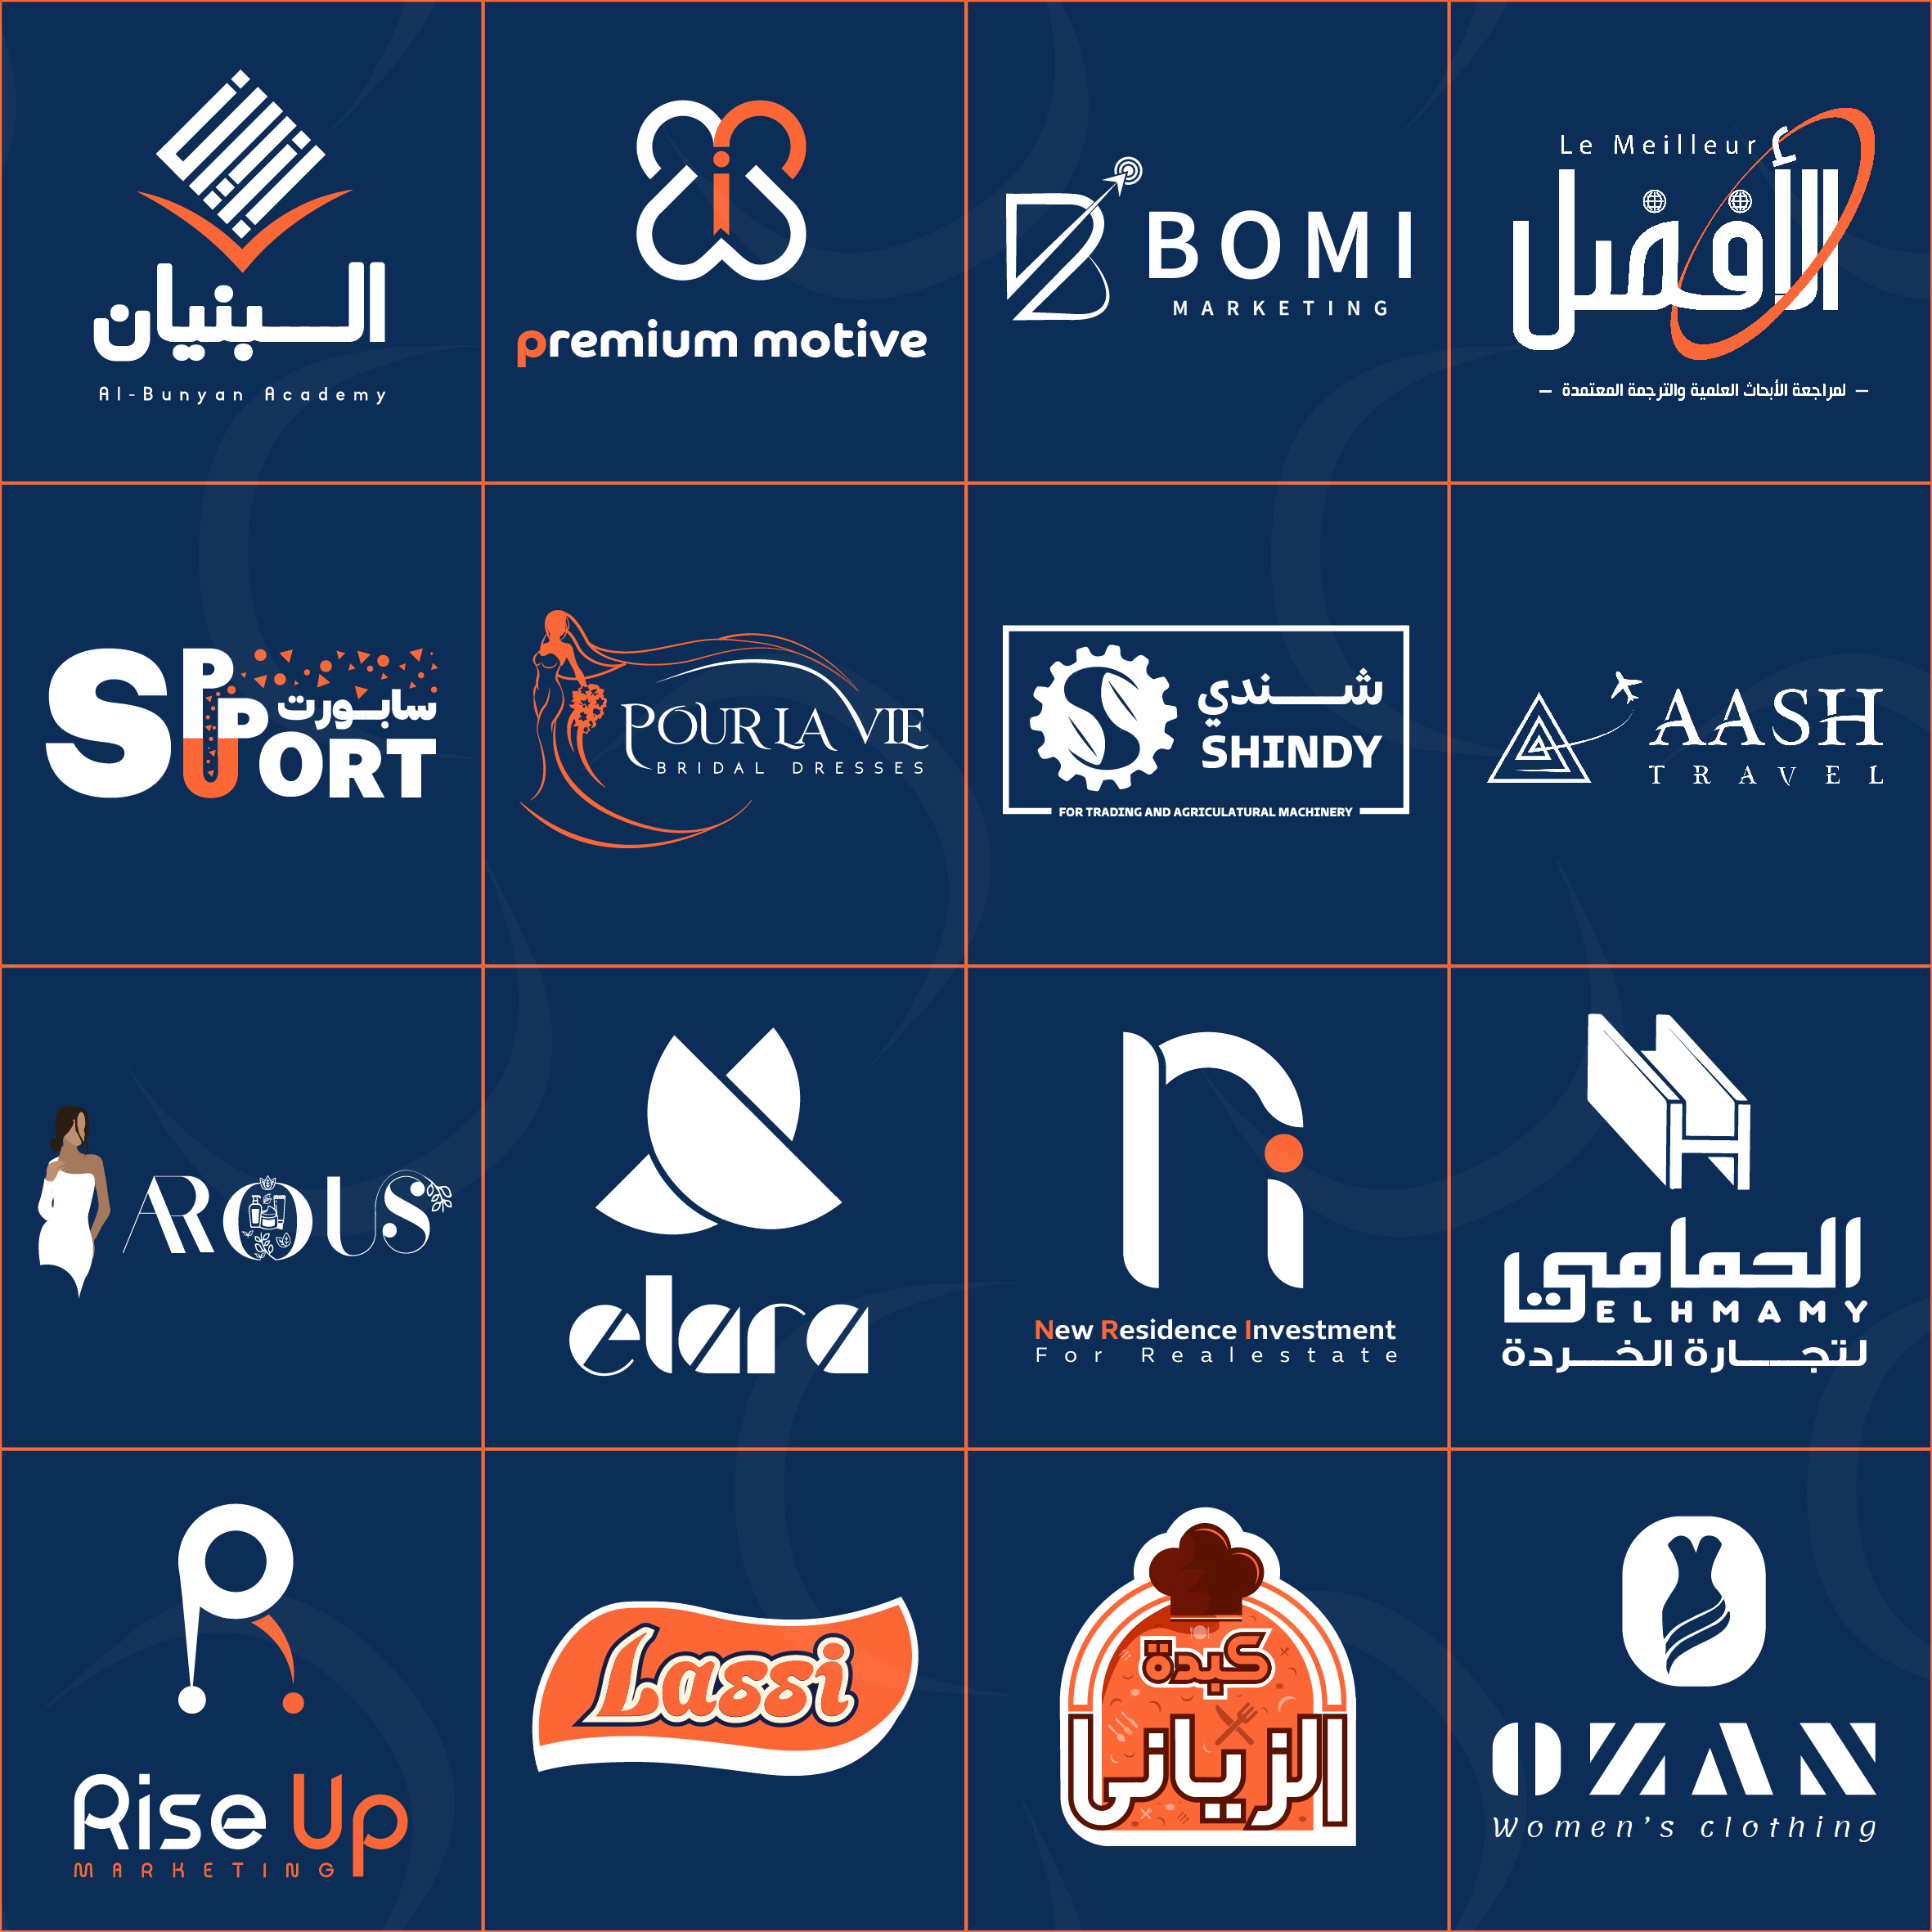 البنيان
Al-Bunyan Academy
premium motive
BOMI
MARKETING
Le Meilleur
الأفضل
لمراجعة الأبحاث العلمية والترجمة المعتمدة
SUPPORT
سابورت
POUR LA VIE
BRIDAL DRESSES
شندي
SHINDY
FOR TRADING AND AGRICULATURAL MACHINERY
AASH
TRAVEL
AROUS
elara
New Residence Investment
For Realestate
الحمامي
ELHMAMY
لتجارة الخردة
Rise Up
MARKETING
Lassi
كبدة
الزيانى
OZAN
Women's clothing